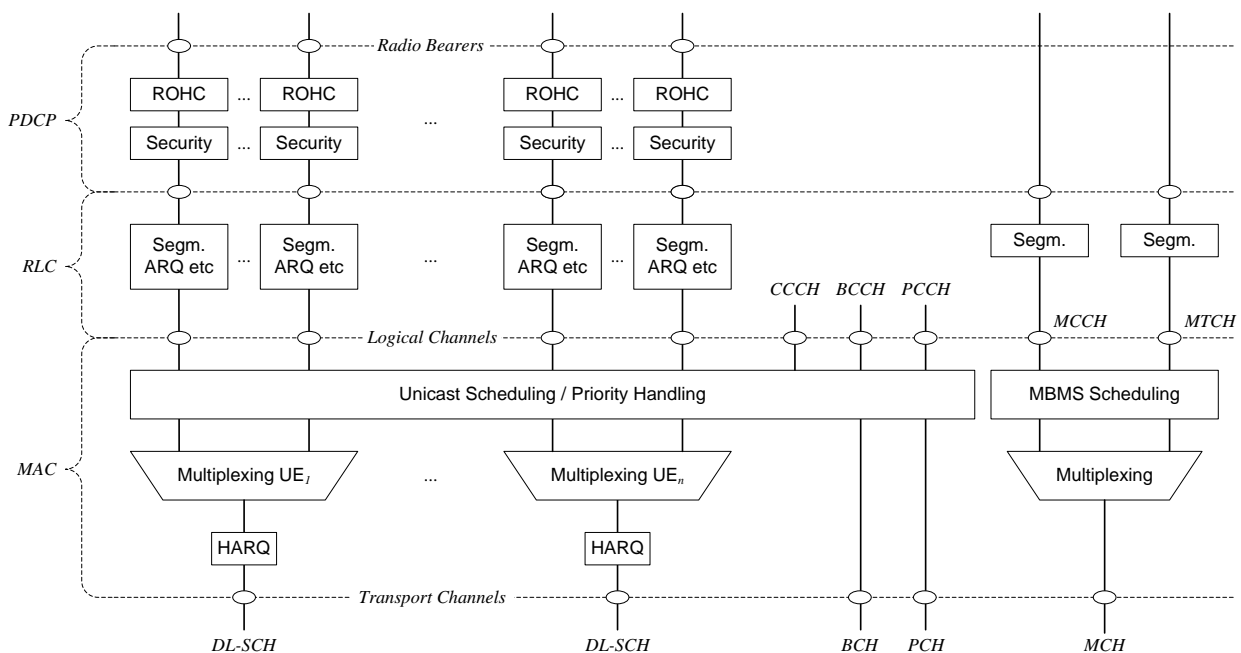 Radio Bearers
ROHC ... ROHC ROHC ... ROHC
PDCP ...
Security ... Security Security ... Security
Segm. ARQ etc ... Segm. ARQ etc ... Segm. ARQ etc ... Segm. ARQ etc Segm. Segm.
RLC
CCCH BCCH PCCH
MCCH MTCH
Logical Channels
Unicast Scheduling / Priority Handling MBMS Scheduling
MAC
Multiplexing UE1 ... Multiplexing UEn Multiplexing
HARQ HARQ
Transport Channels
DL-SCH DL-SCH BCH PCH MCH